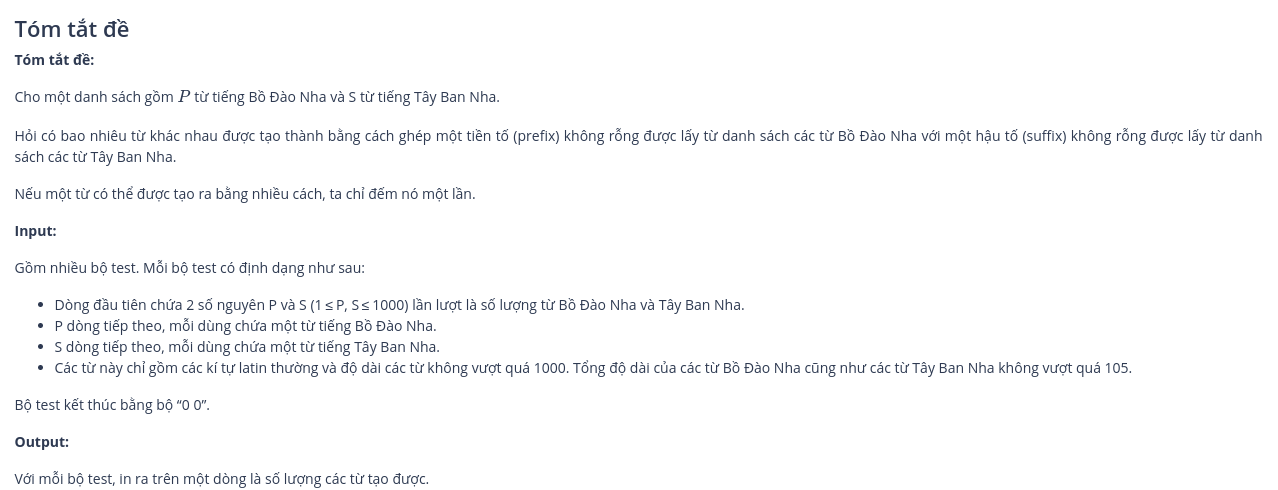 Tóm tắt đề
Tóm tắt đề:
Cho một danh sách gồm P từ tiếng Bồ Đào Nha và S từ tiếng Tây Ban Nha.
Hỏi có bao nhiêu từ khác nhau được tạo thành bằng cách ghép một tiền tố (prefix) không rỗng được lấy từ danh sách các từ Bồ Đào Nha với một hậu tố (suffix) không rỗng được lấy từ danh
sách các từ Tây Ban Nha.
Nếu một từ có thể được tạo ra bằng nhiều cách, ta chỉ đếm nó một lần.
Input:
Gồm nhiều bộ test. Mỗi bộ test có định dạng như sau:
• Dòng đầu tiên chứa 2 số nguyên P và S (1 ≤ P, S ≤ 1000) lần lượt là số lượng từ Bồ Đào Nha và Tây Ban Nha.
• P dòng tiếp theo, mỗi dùng chứa một từ tiếng Bồ Đào Nha.
• S dòng tiếp theo, mỗi dùng chứa một từ tiếng Tây Ban Nha.
• Các từ này chỉ gồm các kí tự latin thường và độ dài các từ không vượt quá 1000. Tổng độ dài của các từ Bồ Đào Nha cũng như các từ Tây Ban Nha không vượt quá 105.
Bộ test kết thúc bằng bộ “0 0”.
Output:
Với mỗi bộ test, in ra trên một dòng là số lượng các từ tạo được.